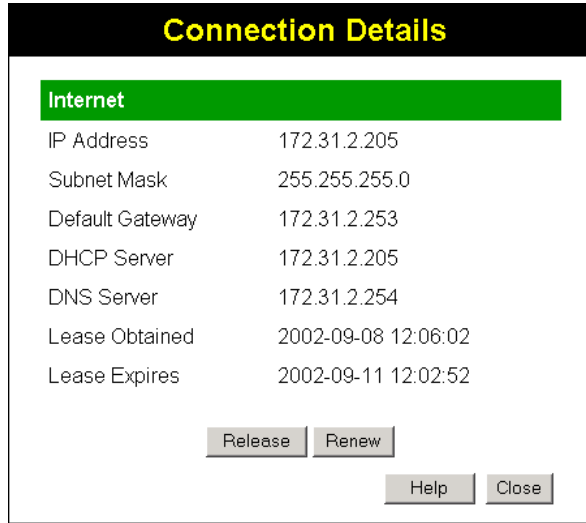 Connection Details
Internet
IP Address 172.31.2.205
Subnet Mask 255.255.255.0
Default Gateway 172.31.2.253
DHCP Server 172.31.2.205
DNS Server 172.31.2.254
Lease Obtained 2002-09-08 12:06:02
Lease Expires 2002-09-11 12:02:52
Release Renew
Help Close